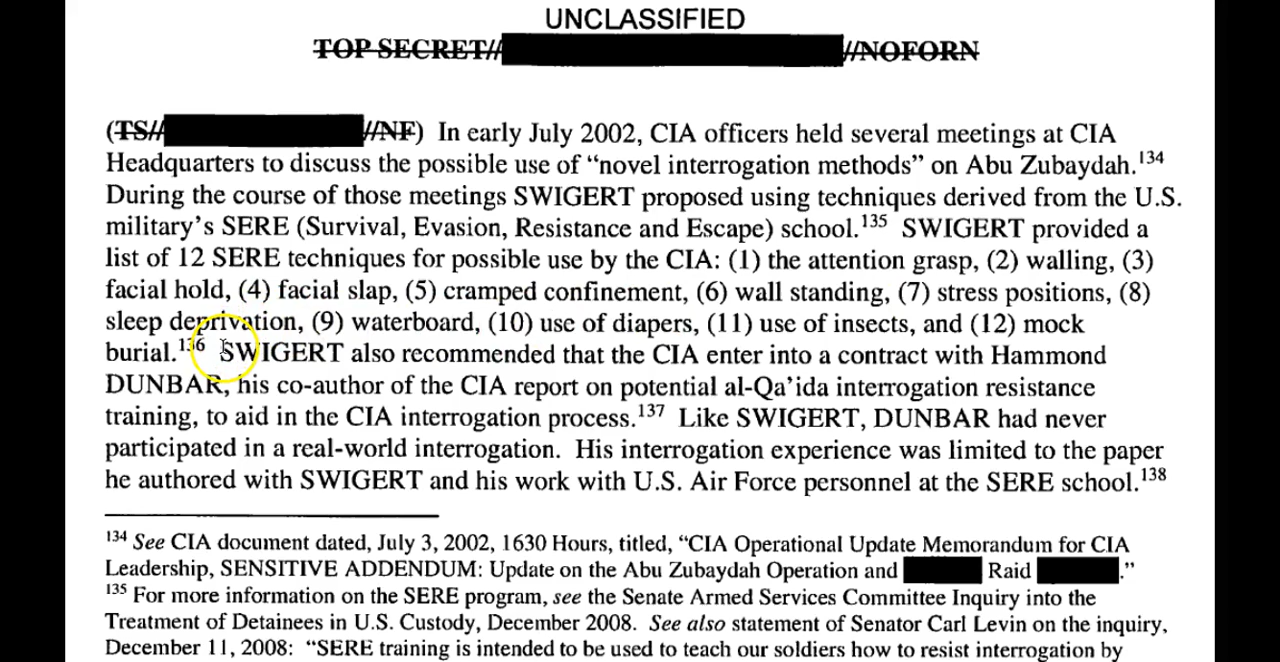 UNCLASSIFIED
TOP SECRET// //NOFORN
(TS// //NF) In early July 2002, CIA officers held several meetings at CIA
Headquarters to discuss the possible use of “novel interrogation methods” on Abu Zubaydah.134
During the course of those meetings SWIGERT proposed using techniques derived from the U.S.
military’s SERE (Survival, Evasion, Resistance and Escape) school.135 SWIGERT provided a
list of 12 SERE techniques for possible use by the CIA: (1) the attention grasp, (2) walling, (3)
facial hold, (4) facial slap, (5) cramped confinement, (6) wall standing, (7) stress positions, (8)
sleep deprivation, (9) waterboard, (10) use of diapers, (11) use of insects, and (12) mock
burial.136 SWIGERT also recommended that the CIA enter into a contract with Hammond
DUNBAR, his co-author of the CIA report on potential al-Qa’ida interrogation resistance
training, to aid in the CIA interrogation process.137 Like SWIGERT, DUNBAR had never
participated in a real-world interrogation. His interrogation experience was limited to the paper
he authored with SWIGERT and his work with U.S. Air Force personnel at the SERE school.138
134 See CIA document dated, July 3, 2002, 1630 Hours, titled, “CIA Operational Update Memorandum for CIA
Leadership, SENSITIVE ADDENDUM: Update on the Abu Zubaydah Operation and Raid .”
135 For more information on the SERE program, see the Senate Armed Services Committee Inquiry into the
Treatment of Detainees in U.S. Custody, December 2008. See also statement of Senator Carl Levin on the inquiry,
December 11, 2008: “SERE training is intended to be used to teach our soldiers how to resist interrogation by